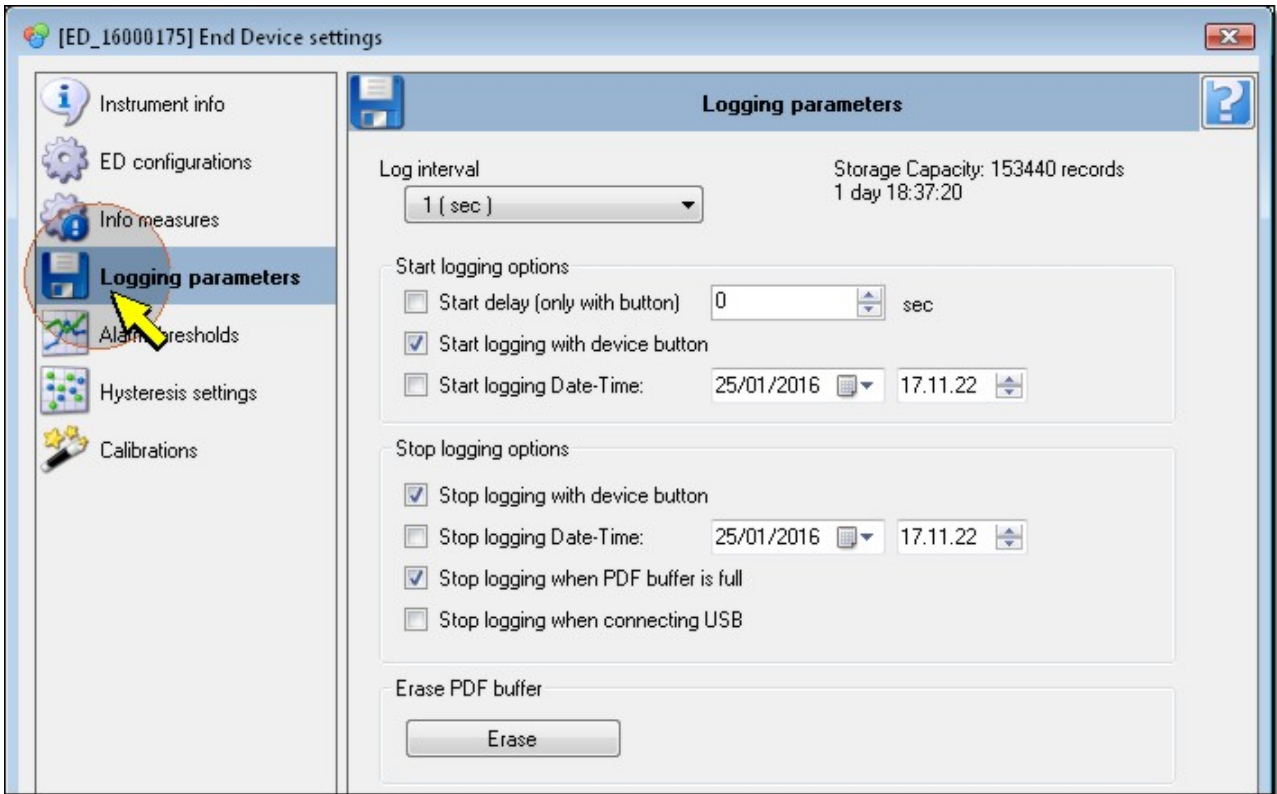 [ED_16000175] End Device settings
Instrument info
ED configurations
Info measures
Logging parameters
Alarm thresholds
Hysteresis settings
Calibrations
Logging parameters
Log interval
1 ( sec )
Storage Capacity: 153440 records
1 day 18:37:20
Start logging options
Start delay (only with button) 0 sec
Start logging with device button
Start logging Date-Time: 25/01/2016 17.11.22
Stop logging options
Stop logging with device button
Stop logging Date-Time: 25/01/2016 17.11.22
Stop logging when PDF buffer is full
Stop logging when connecting USB
Erase PDF buffer
Erase